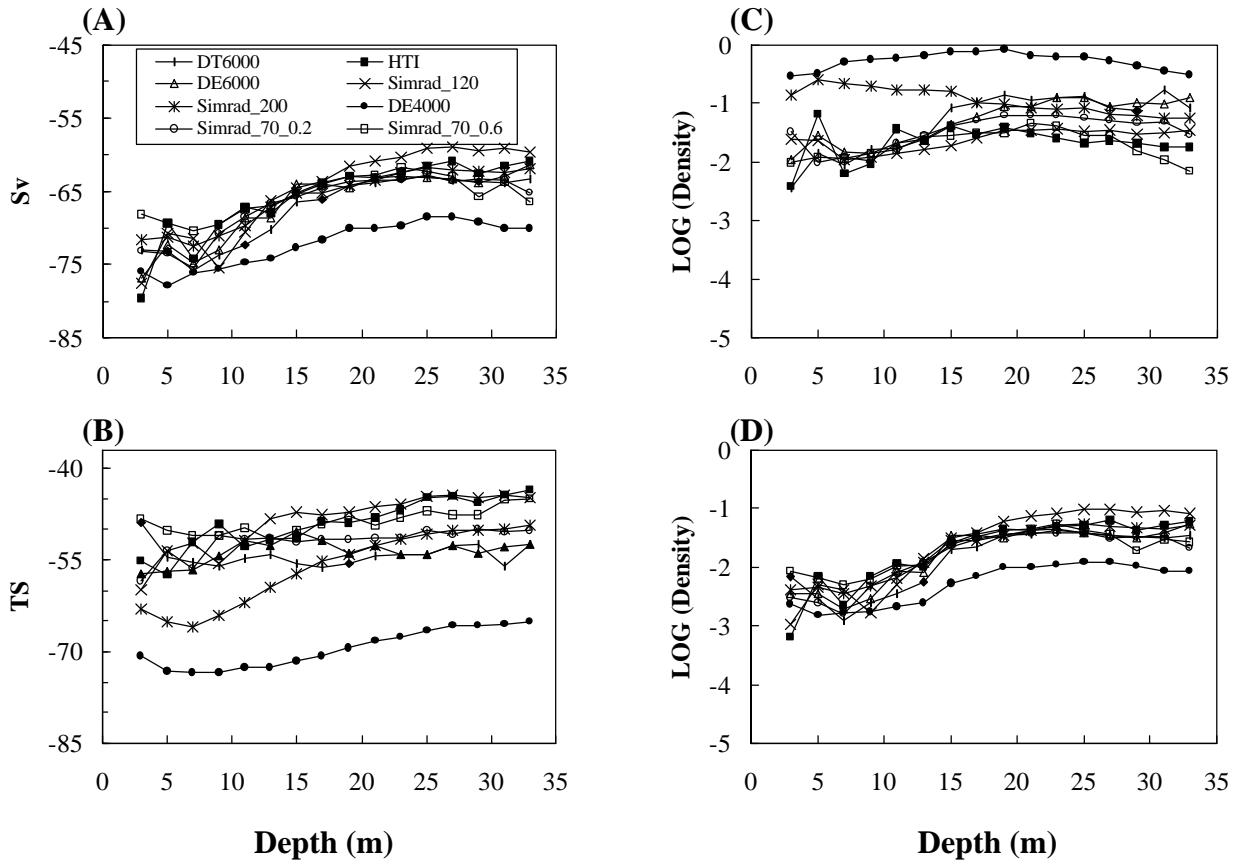 (A)
-45
-55
-65
-75
-85
Sv
DT6000 HTI
DE6000 Simrad_120
Simrad_200 DE4000
Simrad_70_0.2 Simrad_70_0.6
0 5 10 15 20 25 30 35
(B)
-40
-55
-70
-85
TS
0 5 10 15 20 25 30 35
Depth (m)
(C)
0
-1
-2
-3
-4
-5
LOG (Density)
0 5 10 15 20 25 30 35
(D)
0
-1
-2
-3
-4
-5
LOG (Density)
0 5 10 15 20 25 30 35
Depth (m)